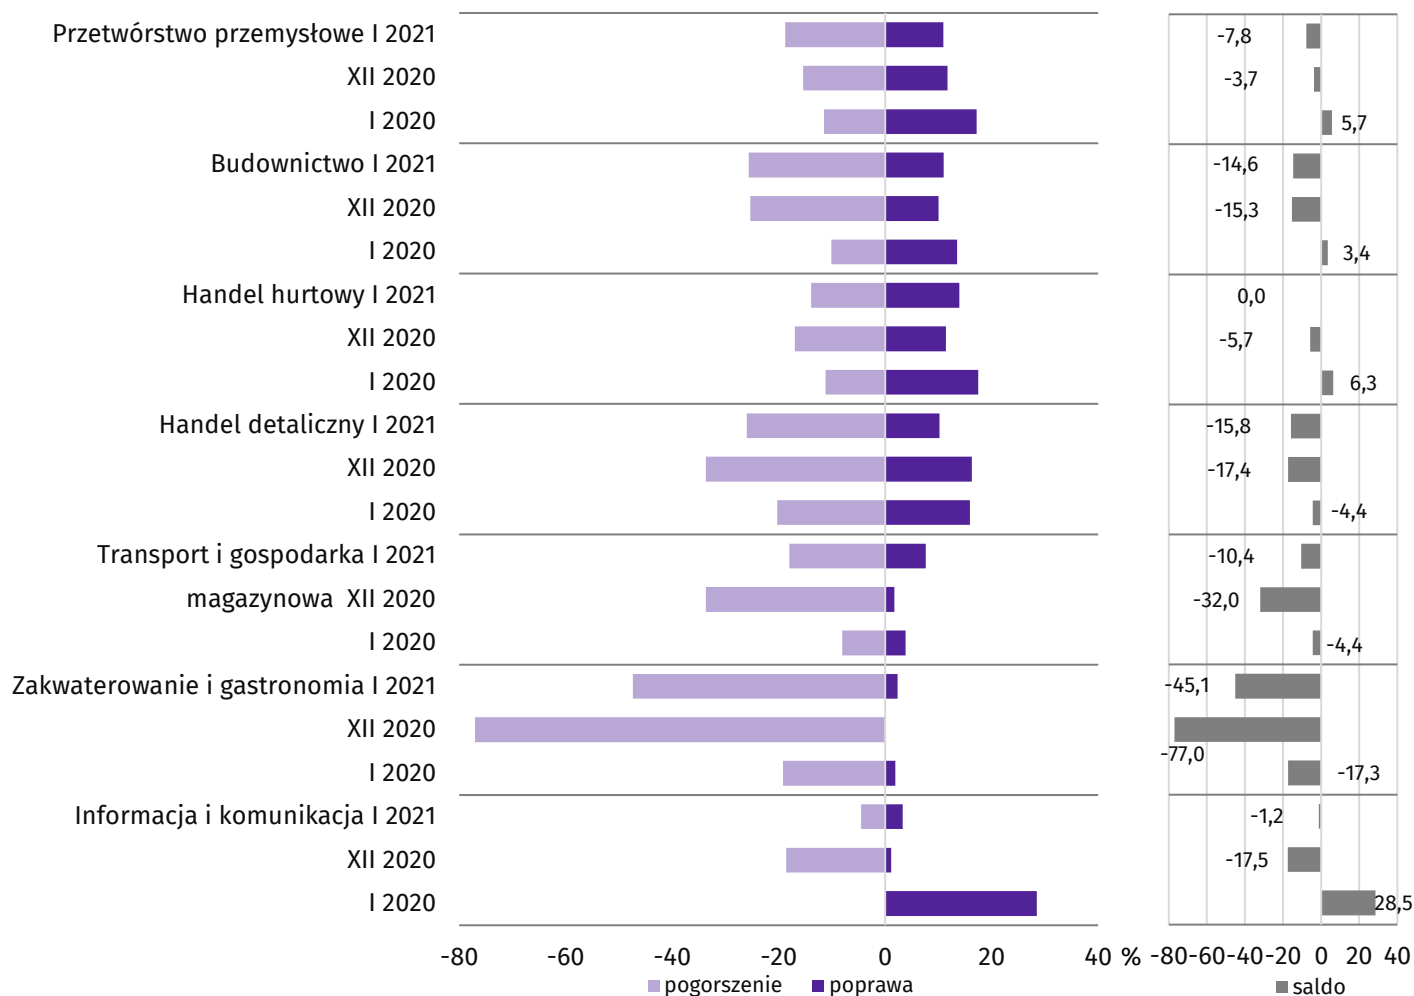 Przetwórstwo przemysłowe I 2021 -7,8
XII 2020 -3,7
I 2020 5,7
Budownictwo I 2021 -14,6
XII 2020 -15,3
I 2020 3,4
Handel hurtowy I 2021 0,0
XII 2020 -5,7
I 2020 6,3
Handel detaliczny I 2021 -15,8
XII 2020 -17,4
I 2020 -4,4
Transport i gospodarka I 2021 -10,4
magazynowa XII 2020 -32,0
I 2020 -4,4
Zakwaterowanie i gastronomia I 2021 -45,1
XII 2020 -77,0
I 2020 -17,3
Informacja i komunikacja I 2021 -1,2
XII 2020 -17,5
I 2020 28,5
-80 -60 -40 -20 0 20 40 % -80 -60 -40 -20 0 20 40
pogorszenie poprawa saldo